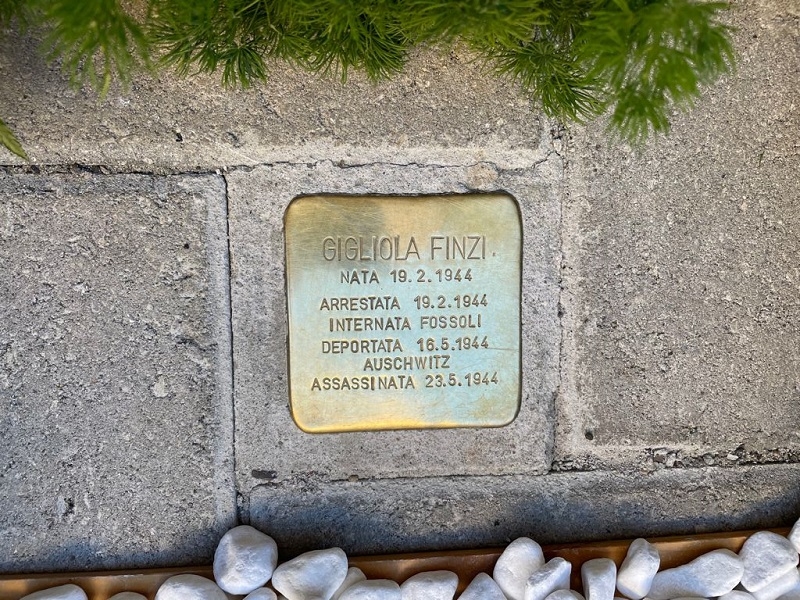 GIGLIOLA FINZI
NATA 19.2.1944
ARRESTATA 19.2.1944
INTERNATA FOSSOLI
DEPORTATA 16.5.1944
AUSCHWITZ
ASSASSINATA 23.5.1944